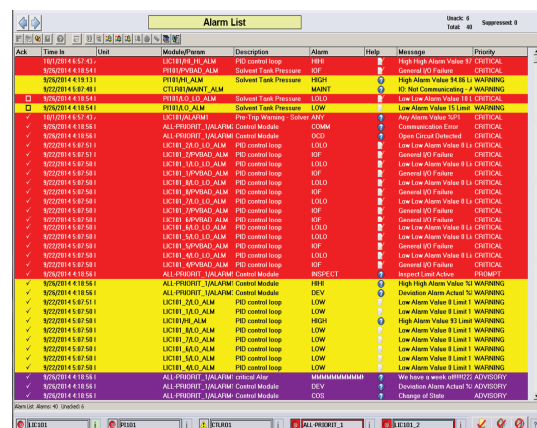 Alarm List
Unack: 6
Total: 40
Suppressed: 0
Ack Time In Unit Module/Param Description Alarm Help Message Priority
10/1/2014 6:57:43 LIC101/HI_HI_ALM PID control loop HIHI High High Alarm Value 97 CRITICAL
9/26/2014 4:18:54 PI101/PVBAD_ALM Solvent Tank Pressure IOF General I/O Failure CRITICAL
9/26/2014 4:19:13 PI101/HI_ALM Solvent Tank Pressure HIGH High Alarm Value 94.86 Li WARNING
9/22/2014 5:07:48 CTLR01/MAINT_ALM MAINT IO: Not Communicating - WARNING
9/26/2014 4:18:54 PI101/LO_LO_ALM Solvent Tank Pressure LOLO Low Low Alarm Value 10 L CRITICAL
9/26/2014 4:18:54 PI101/LO_ALM Solvent Tank Pressure LOW Low Alarm Value 15 Limit WARNING
10/1/2014 6:57:43 LIC101/ALARM1 Pre-Trip Warning - Solver ANY Any Alarm Value %P1 CRITICAL
9/26/2014 4:18:56 ALL-PRIORIT_1/ALARM Control Module COMM Communication Error CRITICAL
9/26/2014 4:18:56 ALL-PRIORIT_1/ALARM Control Module OCD Open Circuit Detected CRITICAL
9/22/2014 5:07:50 LIC101_2/LO_LO_ALM PID control loop LOLO Low Low Alarm Value 0 Li CRITICAL
9/22/2014 5:07:50 LIC101_2/PVBAD_ALM PID control loop IOF General I/O Failure CRITICAL
9/22/2014 5:07:50 LIC101_1/LO_LO_ALM PID control loop LOLO Low Low Alarm Value 0 Li CRITICAL
9/22/2014 5:07:50 LIC101_1/PVBAD_ALM PID control loop IOF General I/O Failure CRITICAL
9/22/2014 5:07:50 LIC101_8/LO_LO_ALM PID control loop LOLO Low Low Alarm Value 0 Li CRITICAL
9/22/2014 5:07:50 LIC101_8/PVBAD_ALM PID control loop IOF General I/O Failure CRITICAL
9/22/2014 5:07:50 LIC101_7/LO_LO_ALM PID control loop LOLO Low Low Alarm Value 0 Li CRITICAL
9/22/2014 5:07:50 LIC101_7/PVBAD_ALM PID control loop IOF General I/O Failure CRITICAL
9/22/2014 5:07:50 LIC101_6/PVBAD_ALM PID control loop IOF General I/O Failure CRITICAL
9/22/2014 5:07:50 LIC101_6/LO_LO_ALM PID control loop LOLO Low Low Alarm Value 0 Li CRITICAL
9/22/2014 5:07:50 LIC101_5/LO_LO_ALM PID control loop LOLO Low Low Alarm Value 0 Li CRITICAL
9/22/2014 5:07:50 LIC101_5/PVBAD_ALM PID control loop IOF General I/O Failure CRITICAL
9/22/2014 5:07:50 LIC101_4/LO_LO_ALM PID control loop LOLO Low Low Alarm Value 0 Li CRITICAL
9/22/2014 5:07:50 LIC101_4/PVBAD_ALM PID control loop IOF General I/O Failure CRITICAL
9/26/2014 4:18:56 ALL-PRIORIT_1/ALARM Control Module INSPECT Inspect Limit Active PROMPT
9/26/2014 4:18:56 ALL-PRIORIT_1/ALARM Control Module HIHI High High Alarm Value WARNING
9/26/2014 4:18:56 ALL-PRIORIT_1/ALARM Control Module DEV Deviation Alarm Actual WARNING
9/22/2014 5:07:51 LIC101_2/LO_ALM PID control loop LOW Low Alarm Value 0 Limit 1 WARNING
9/22/2014 5:07:50 LIC101_1/LO_ALM PID control loop LOW Low Alarm Value 0 Limit 1 WARNING
9/22/2014 5:07:50 LIC101/HI_ALM PID control loop HIGH High Alarm Value 93 Limit WARNING
9/22/2014 5:07:50 LIC101_8/LO_ALM PID control loop LOW Low Alarm Value 0 Limit 1 WARNING
9/22/2014 5:07:50 LIC101_7/LO_ALM PID control loop LOW Low Alarm Value 0 Limit 1 WARNING
9/22/2014 5:07:50 LIC101_6/LO_ALM PID control loop LOW Low Alarm Value 0 Limit 1 WARNING
9/22/2014 5:07:50 LIC101_5/LO_ALM PID control loop LOW Low Alarm Value 0 Limit 1 WARNING
9/22/2014 5:07:50 LIC101_4/LO_ALM PID control loop LOW Low Alarm Value 0 Limit 1 WARNING
9/26/2014 4:18:56 ALL-PRIORIT_1/ALARM critical Alar We have a week ADVISORY
9/26/2014 4:18:56 ALL-PRIORIT_1/ALARM Control Module DEV Deviation Alarm Actual ADVISORY
9/26/2014 4:18:56 ALL-PRIORIT_1/ALARM Control Module COS Change of State ADVISORY
Alarm List Alarms: 40 Unacked: 6
LIC101 PI101 CTLR01 ALL-PRIORIT_1 LIC101_2